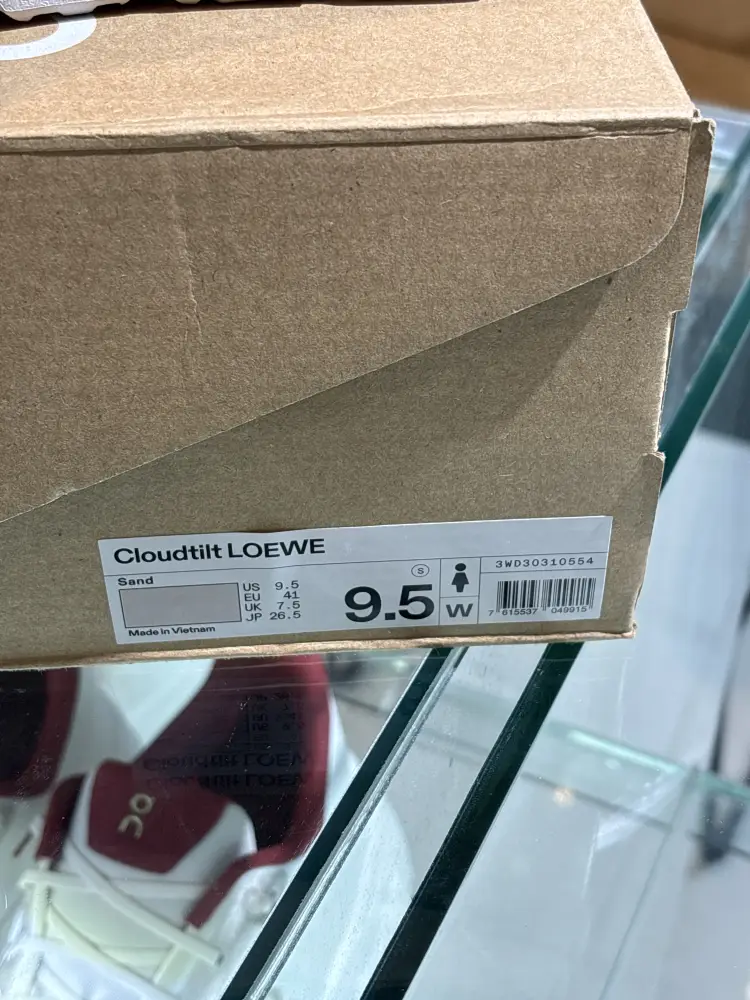 Cloudtilt LOEWE
Sand
US 9.5
EU 41
UK 7.5
JP 26.5
Made in Vietnam
9.5
S
W
3WD30310554
7 615537 049915